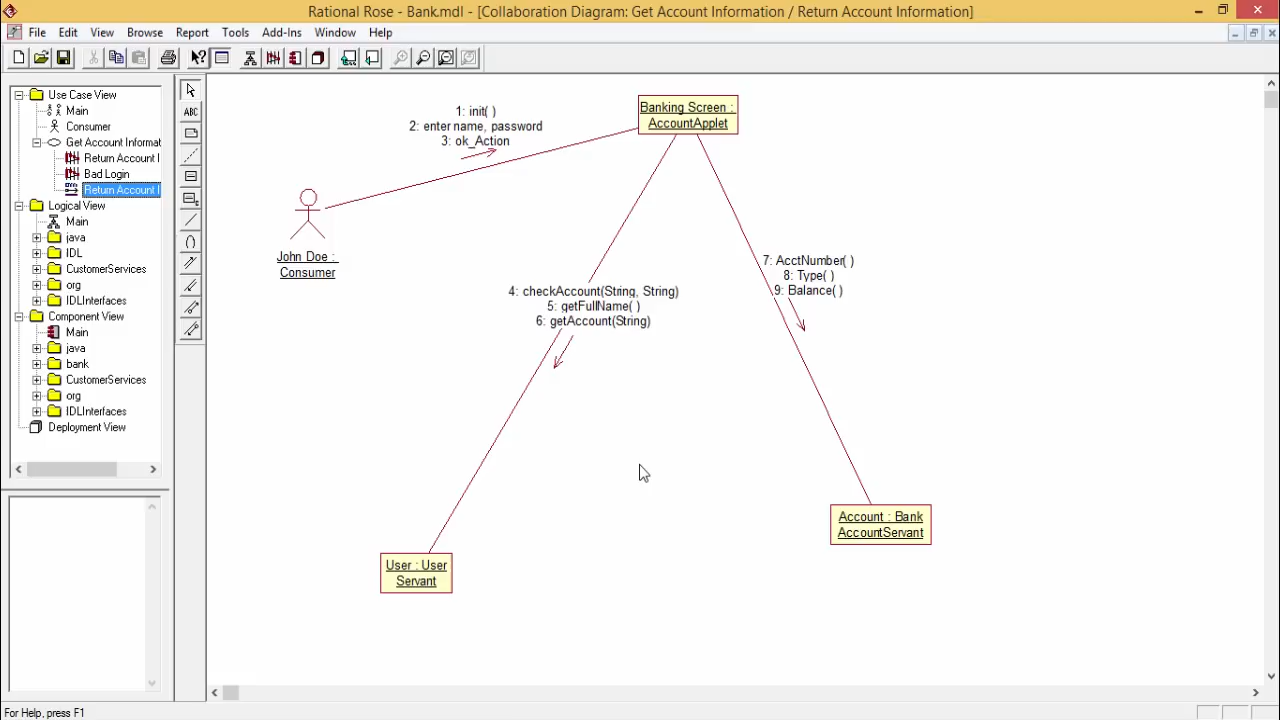 Rational Rose - Bank.mdl - [Collaboration Diagram: Get Account Information / Return Account Information]
File Edit View Browse Report Tools Add-Ins Window Help
Use Case View
Main
Consumer
Get Account Informat
Return Account I
Bad Login
Return Account I
Logical View
Main
java
IDL
CustomerServices
org
IDLInterfaces
Component View
Main
java
bank
CustomerServices
org
IDLInterfaces
Deployment View
ABC
1: init( )
2: enter name, password
3: ok_Action
Banking Screen :
AccountApplet
John Doe :
Consumer
4: checkAccount(String, String)
5: getFullName( )
6: getAccount(String)
7: AcctNumber( )
8: Type( )
9: Balance( )
User : User
Servant
Account : Bank
AccountServant
For Help, press F1